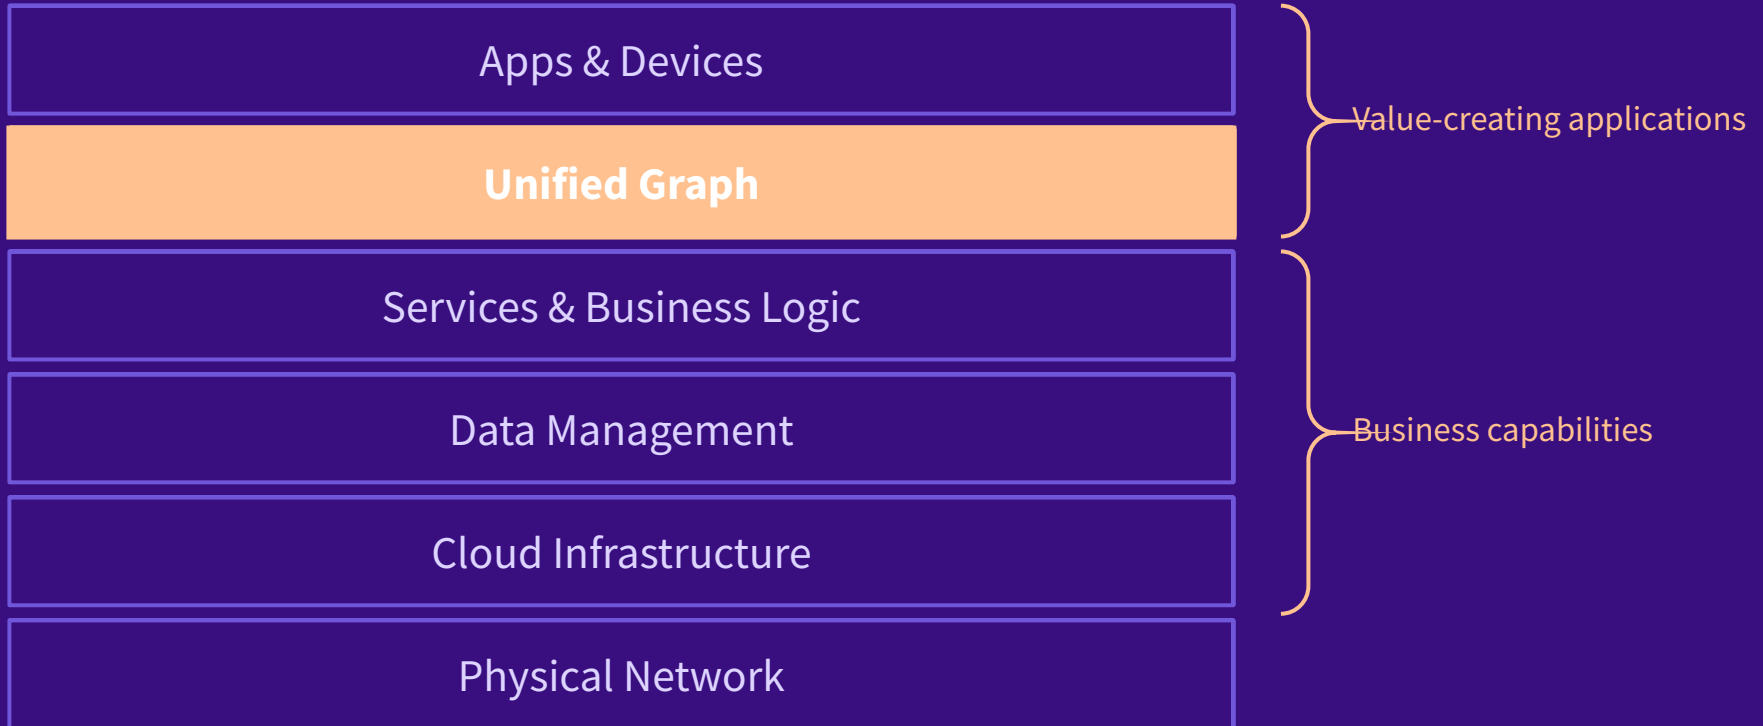 Apps & Devices
Value-creating applications
Unified Graph
Services & Business Logic
Data Management
Business capabilities
Cloud Infrastructure
Physical Network